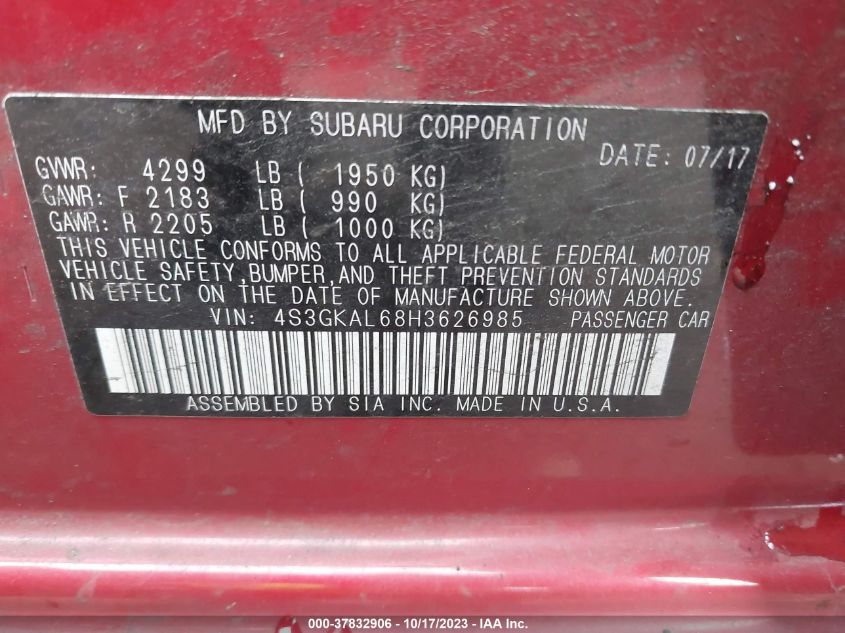 MFD BY SUBARU CORPORATION
DATE: 07/17
GVWR: 4299 LB ( 1950 KG)
GAWR: F 2183 LB ( 990 KG)
GAWR: R 2205 LB ( 1000 KG)
THIS VEHICLE CONFORMS TO ALL APPLICABLE FEDERAL MOTOR
VEHICLE SAFETY, BUMPER, AND THEFT PREVENTION STANDARDS
IN EFFECT ON THE DATE OF MANUFACTURE SHOWN ABOVE.
VIN: 4S3GKAL68H3626985 PASSENGER CAR
ASSEMBLED BY SIA INC. MADE IN U.S.A.
000-37832906 - 10/17/2023 - IAA Inc.